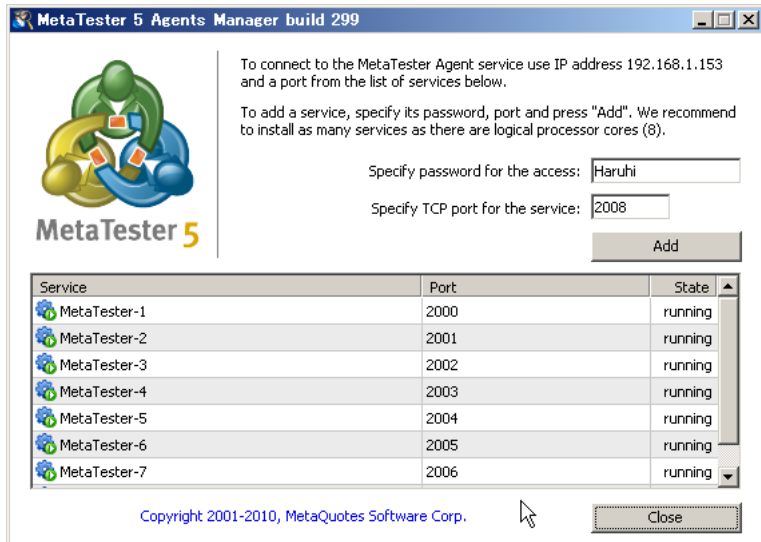 MetaTester 5 Agents Manager build 299
To connect to the MetaTester Agent service use IP address 192.168.1.153
and a port from the list of services below.
To add a service, specify its password, port and press "Add". We recommend
to install as many services as there are logical processor cores (8).
Specify password for the access: Haruhi
Specify TCP port for the service: 2008
MetaTester 5
Add
Service Port State
MetaTester-1 2000 running
MetaTester-2 2001 running
MetaTester-3 2002 running
MetaTester-4 2003 running
MetaTester-5 2004 running
MetaTester-6 2005 running
MetaTester-7 2006 running
Copyright 2001-2010, MetaQuotes Software Corp.
Close